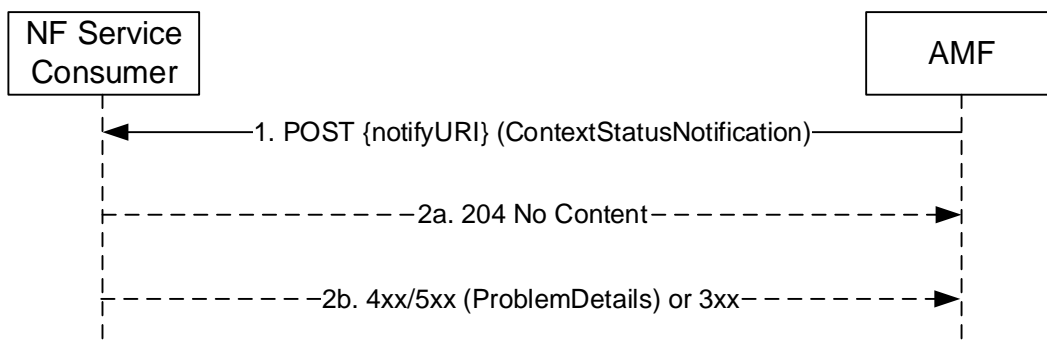 NF Service
Consumer
AMF
1. POST {notifyURI} (ContextStatusNotification)
2a. 204 No Content
2b. 4xx/5xx (ProblemDetails) or 3xx